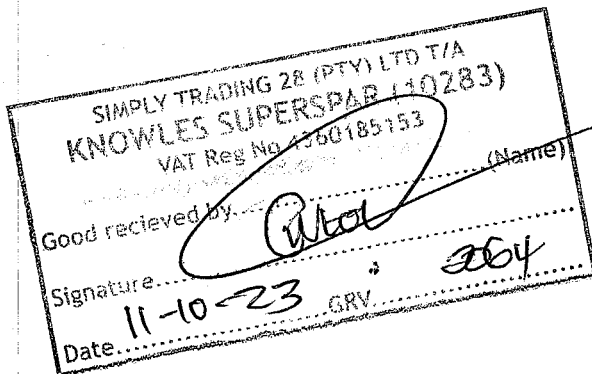 SIMPLY TRADING 28 (PTY) LTD T/A
KNOWLES SUPERSPAR (10283)
VAT Reg No 4360185153
Good recieved by.................(Name)
Signature.................
Date 11-10-23 GRV